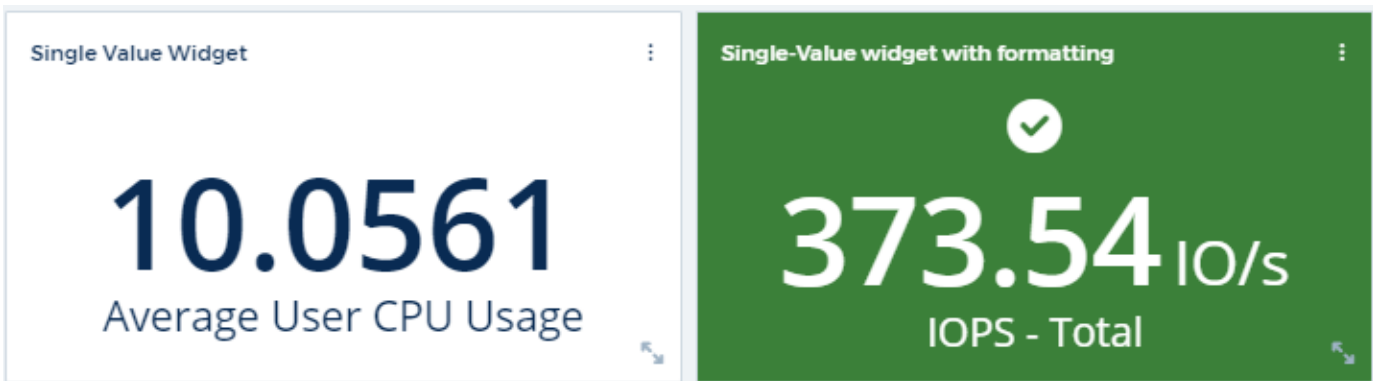 Single Value Widget
10.0561
Average User CPU Usage
Single-Value widget with formatting
373.54 IO/s
IOPS - Total